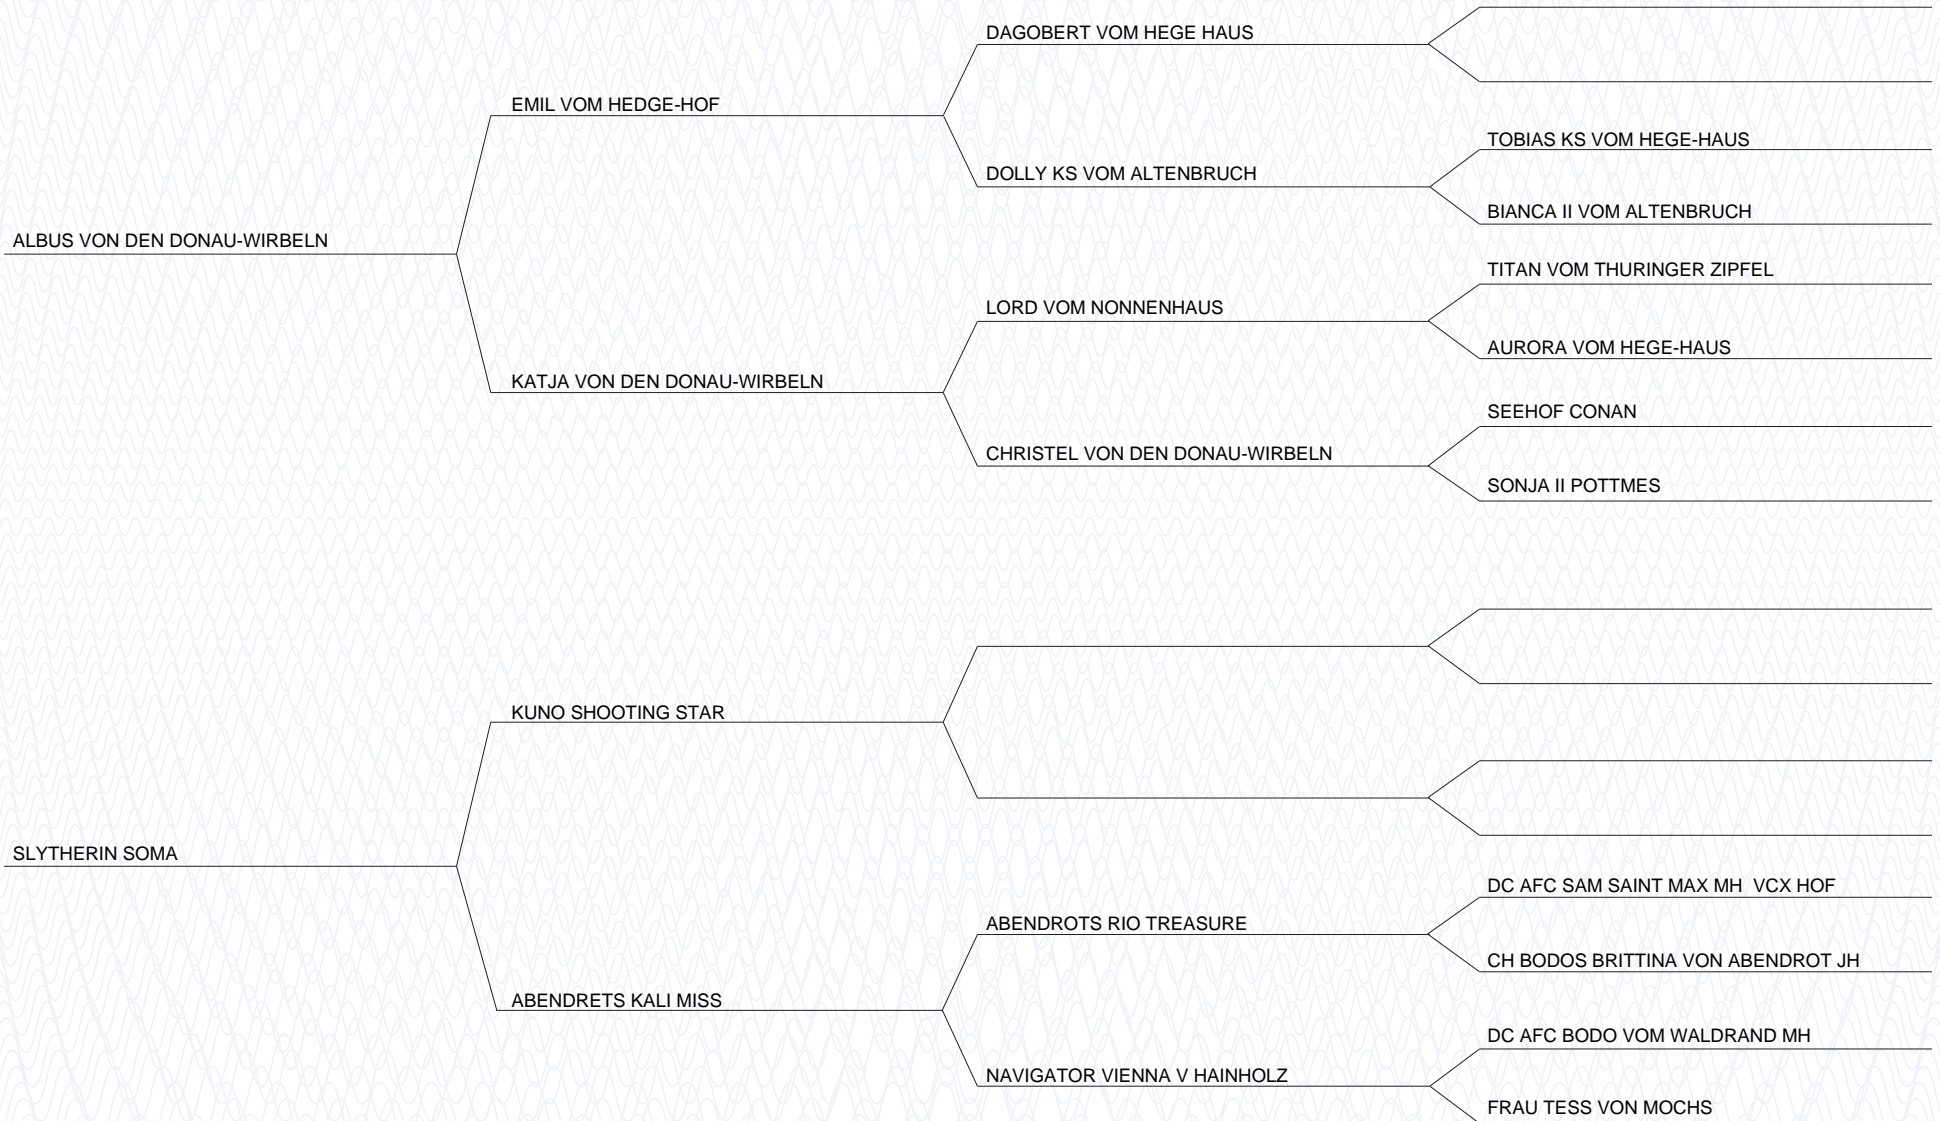 DAGOBERT VOM HEGE HAUS
EMIL VOM HEDGE-HOF
TOBIAS KS VOM HEGE-HAUS
DOLLY KS VOM ALTENBRUCH
BIANCA II VOM ALTENBRUCH
ALBUS VON DEN DONAU-WIRBELN
TITAN VOM THURINGER ZIPFEL
LORD VOM NONNENHAUS
AURORA VOM HEGE-HAUS
KATJA VON DEN DONAU-WIRBELN
SEEHOF CONAN
CHRISTEL VON DEN DONAU-WIRBELN
SONJA II POTTMES
KUNO SHOOTING STAR
SLYTHERIN SOMA
DC AFC SAM SAINT MAX MH  VCX HOF
ABENDROTS RIO TREASURE
CH BODOS BRITTINA VON ABENDROT JH
ABENDRETS KALI MISS
DC AFC BODO VOM WALDRAND MH
NAVIGATOR VIENNA V HAINHOLZ
FRAU TESS VON MOCHS